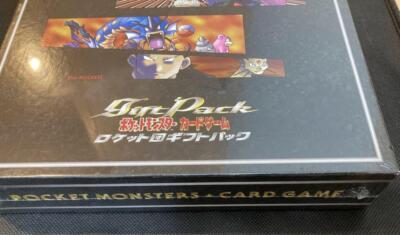 Gift Pack
ポケットモンスターカードゲーム
ロケット団ギフトパック
POCKET MONSTERS • CARD GAME